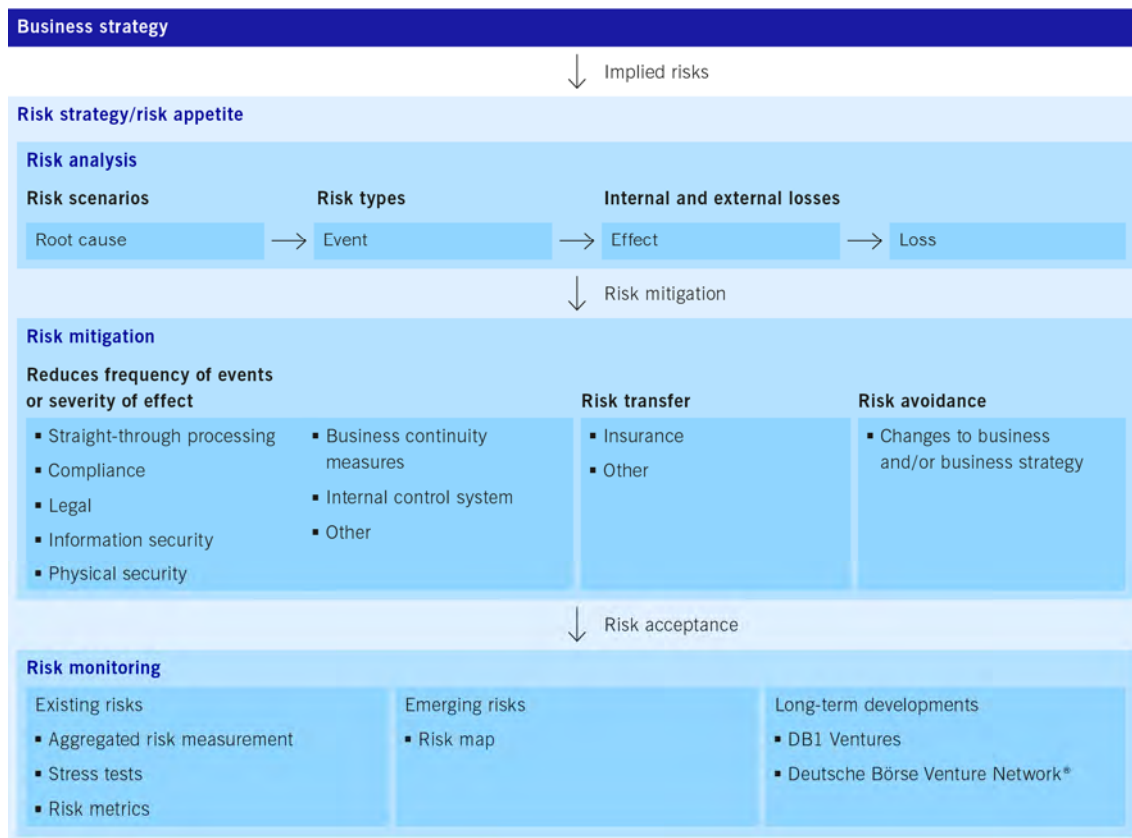 Business strategy
Implied risks
Risk strategy/risk appetite
Risk analysis
Risk scenarios
Risk types
Internal and external losses
Root cause
Event
Effect
Loss
Risk mitigation
Risk mitigation
Reduces frequency of events
or severity of effect
▪ Straight-through processing
▪ Compliance
▪ Legal
▪ Information security
▪ Physical security
▪ Business continuity
measures
▪ Internal control system
▪ Other
Risk transfer
▪ Insurance
▪ Other
Risk avoidance
▪ Changes to business
and/or business strategy
Risk acceptance
Risk monitoring
Existing risks
▪ Aggregated risk measurement
▪ Stress tests
▪ Risk metrics
Emerging risks
▪ Risk map
Long-term developments
▪ DB1 Ventures
▪ Deutsche Börse Venture Network®